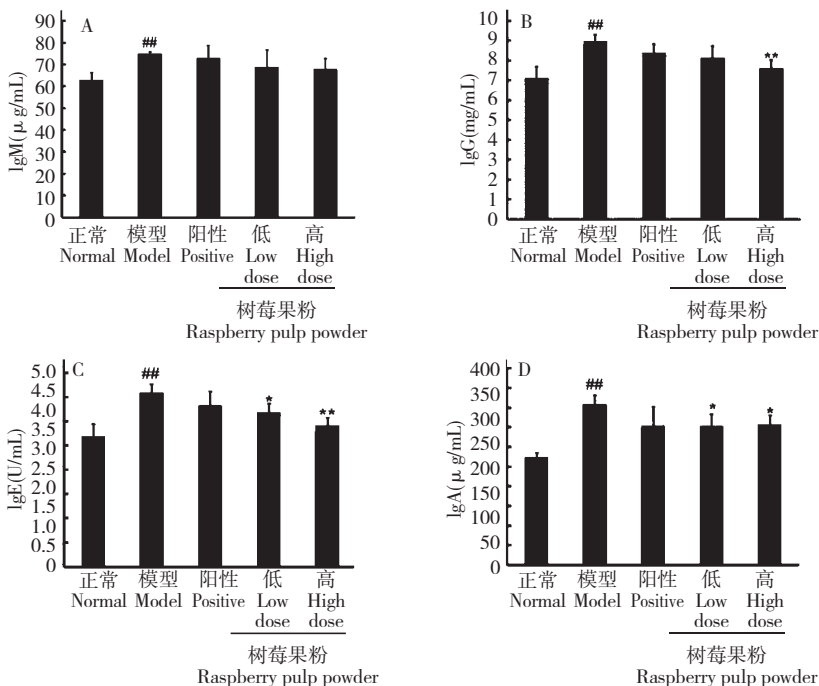 A
90
80
70
60
50
40
30
20
10
0
IgM(μ g/mL)
##
正常 模型 阳性 低 高
Normal Model Positive Low High
dose dose
树莓果粉
Raspberry pulp powder
B
10
9
8
7
6
5
4
3
2
1
0
IgG(mg/mL)
##
**
正常 模型 阳性 低 高
Normal Model Positive Low High
dose dose
树莓果粉
Raspberry pulp powder
C
5.0
4.5
4.0
3.5
3.0
2.5
2.0
1.5
1.0
0.5
0
IgE(U/mL)
##
*
**
正常 模型 阳性 低 高
Normal Model Positive Low High
dose dose
树莓果粉
Raspberry pulp powder
D
400
350
300
250
200
150
100
50
0
IgA(μ g/mL)
##
*
*
正常 模型 阳性 低 高
Normal Model Positive Low High
dose dose
树莓果粉
Raspberry pulp powder